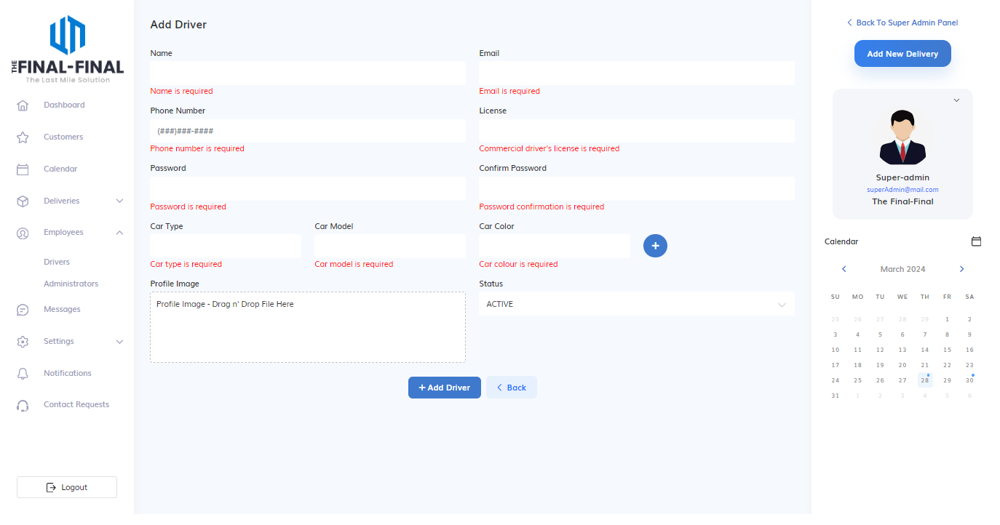 THE FINAL-FINAL
The Last Mile Solution
Dashboard
Customers
Calendar
Deliveries
Employees
Drivers
Administrators
Messages
Settings
Notifications
Contact Requests
Logout
Add Driver
Name
Email
Name is required
Email is required
Phone Number
License
(###)###-####
Phone number is required
Commercial driver's license is required
Password
Confirm Password
Password is required
Password confirmation is required
Car Type
Car Model
Car Color
+
Car type is required
Car model is required
Car colour is required
Profile Image
Status
Profile Image - Drag n' Drop File Here
ACTIVE
+ Add Driver
Back
Back To Super Admin Panel
Add New Delivery
Super-admin
superAdmin@mail.com
The Final-Final
Calendar
March 2024
SU MO TU WE TH FR SA
25 26 27 28 29 1 2
3 4 5 6 7 8 9
10 11 12 13 14 15 16
17 18 19 20 21 22 23
24 25 26 27 28 29 30
31 1 2 3 4 5 6